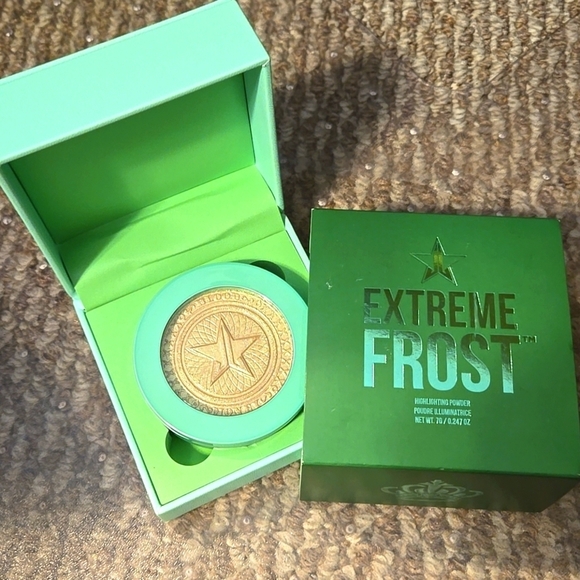 EXTREME
FROST™
HIGHLIGHTING POWDER
POUDRE ILLUMINATRICE
NET WT. 7G / 0.247 OZ